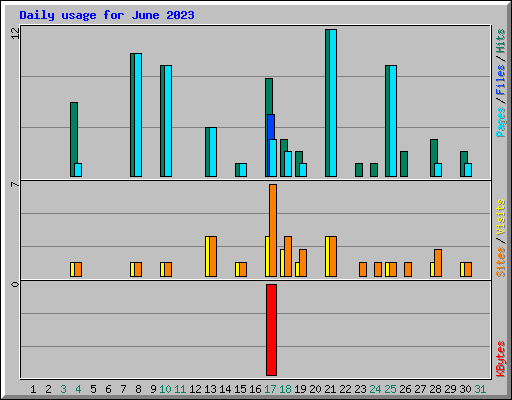 Daily usage for June 2023
12
7
0
Pages / Files / Hits
Sites / Visits
KBytes
1 2 3 4 5 6 7 8 9 10 11 12 13 14 15 16 17 18 19 20 21 22 23 24 25 26 27 28 29 30 31